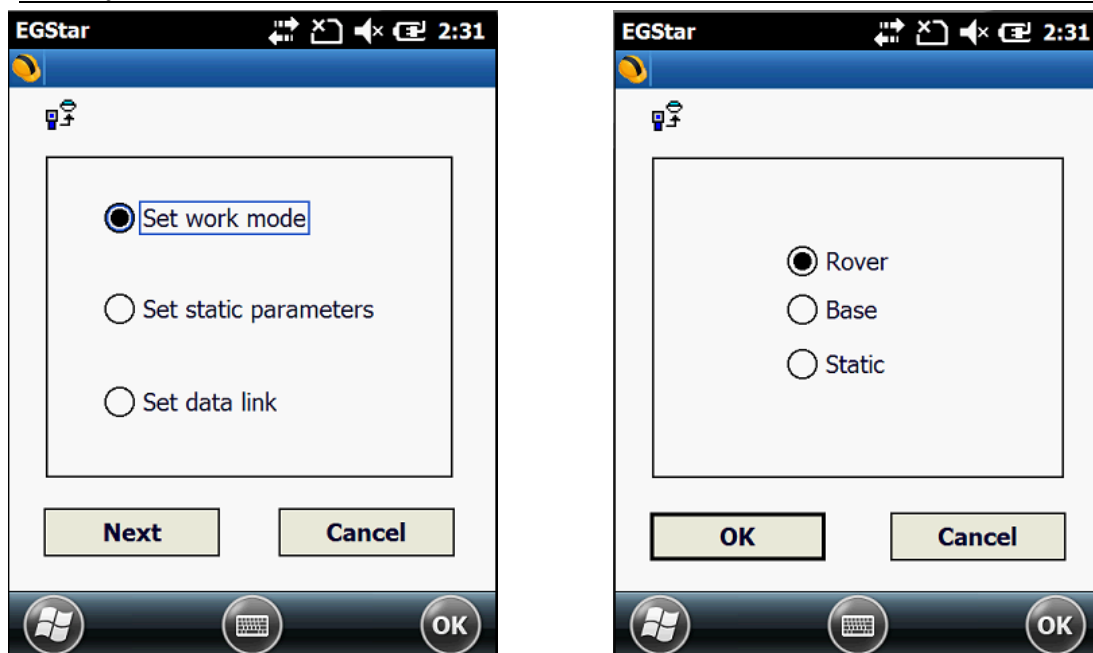 EGStar 2:31
Set work mode
Set static parameters
Set data link
Next Cancel
OK
EGStar 2:31
Rover
Base
Static
OK Cancel
OK